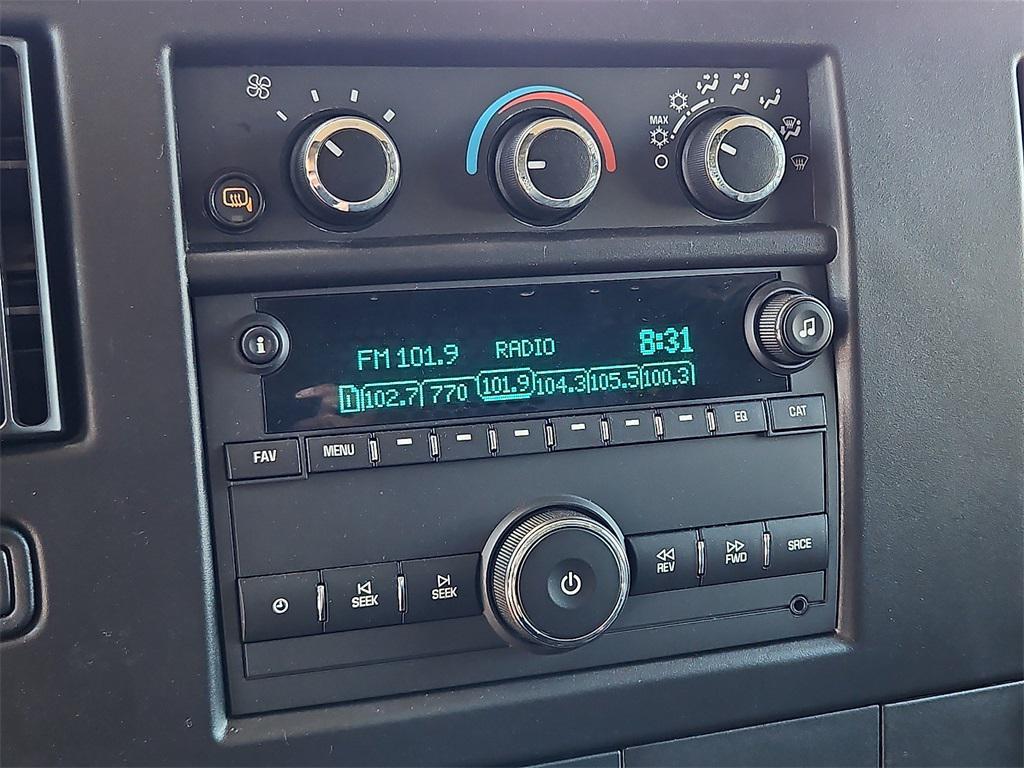 MAX
i
FM 101.9 RADIO 8:31
1 102.7 770 101.9 104.3 105.5 100.3
FAV MENU EQ CAT
SEEK SEEK REV FWD SRCE